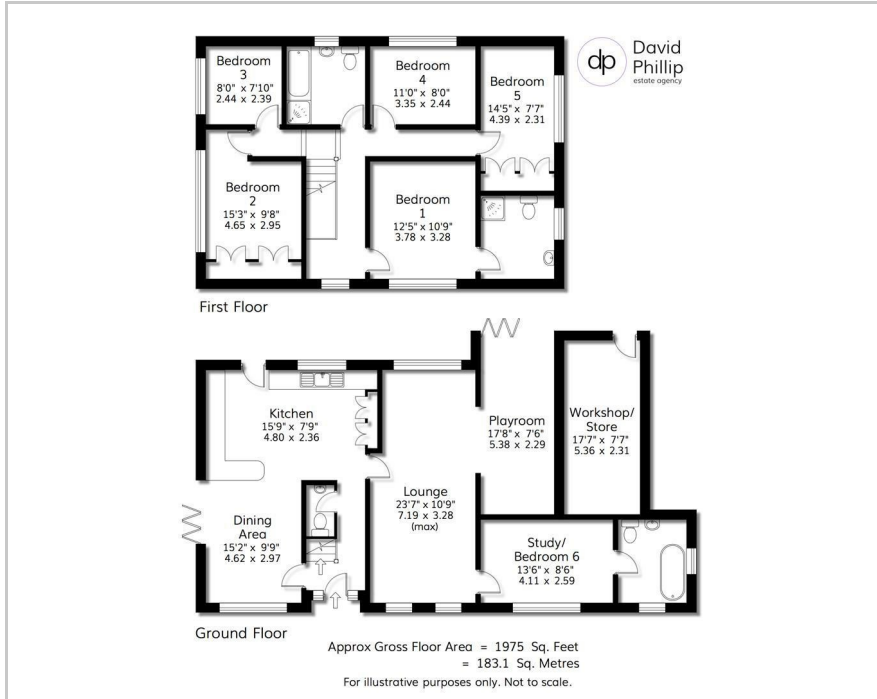 dp
David
Phillip
estate agency
Bedroom
3
8'0" x 7'10"
2.44 x 2.39
Bedroom
4
11'0" x 8'0"
3.35 x 2.44
Bedroom
5
14'5" x 7'7"
4.39 x 2.31
Bedroom
2
15'3" x 9'8"
4.65 x 2.95
Bedroom
1
12'5" x 10'9"
3.78 x 3.28
First Floor
Kitchen
15'9" x 7'9"
4.80 x 2.36
Playroom
17'8" x 7'6"
5.38 x 2.29
Workshop/
Store
17'7" x 7'7"
5.36 x 2.31
Lounge
23'7" x 10'9"
7.19 x 3.28
(max)
Dining
Area
15'2" x 9'9"
4.62 x 2.97
Study/
Bedroom 6
13'6" x 8'6"
4.11 x 2.59
Ground Floor
Approx Gross Floor Area = 1975 Sq. Feet
= 183.1 Sq. Metres
For illustrative purposes only. Not to scale.